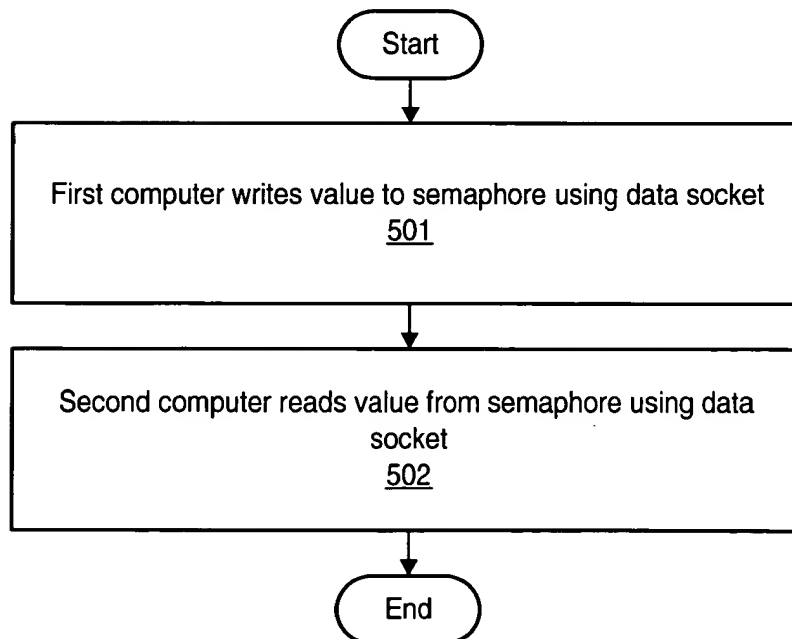 Start
First computer writes value to semaphore using data socket
501
Second computer reads value from semaphore using data
socket
502
End